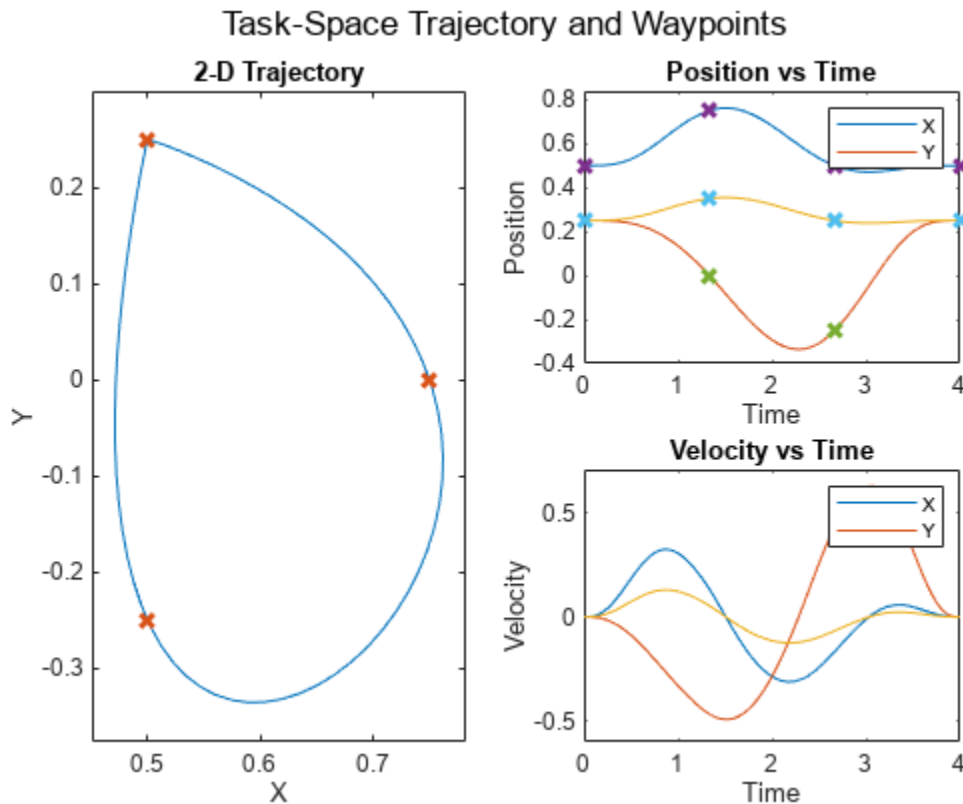 Task-Space Trajectory and Waypoints
2-D Trajectory
0.2
0.1
0
-0.1
-0.2
-0.3
Y
0.5 0.6 0.7
X
Position vs Time
0.8
0.6
0.4
0.2
0
-0.2
-0.4
Position
X
Y
0 1 2 3 4
Time
Velocity vs Time
0.5
0
-0.5
Velocity
X
Y
0 1 2 3 4
Time